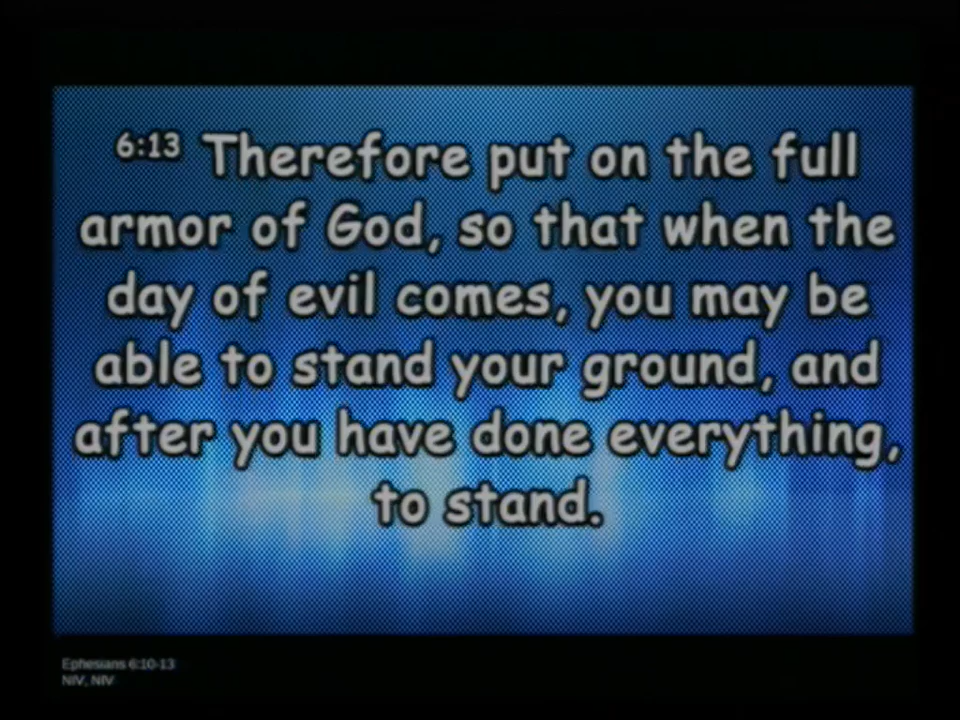 6:13 Therefore put on the full
armor of God, so that when the
day of evil comes, you may be
able to stand your ground, and
after you have done everything,
to stand.
Ephesians 6:10-13
NIV, NIV